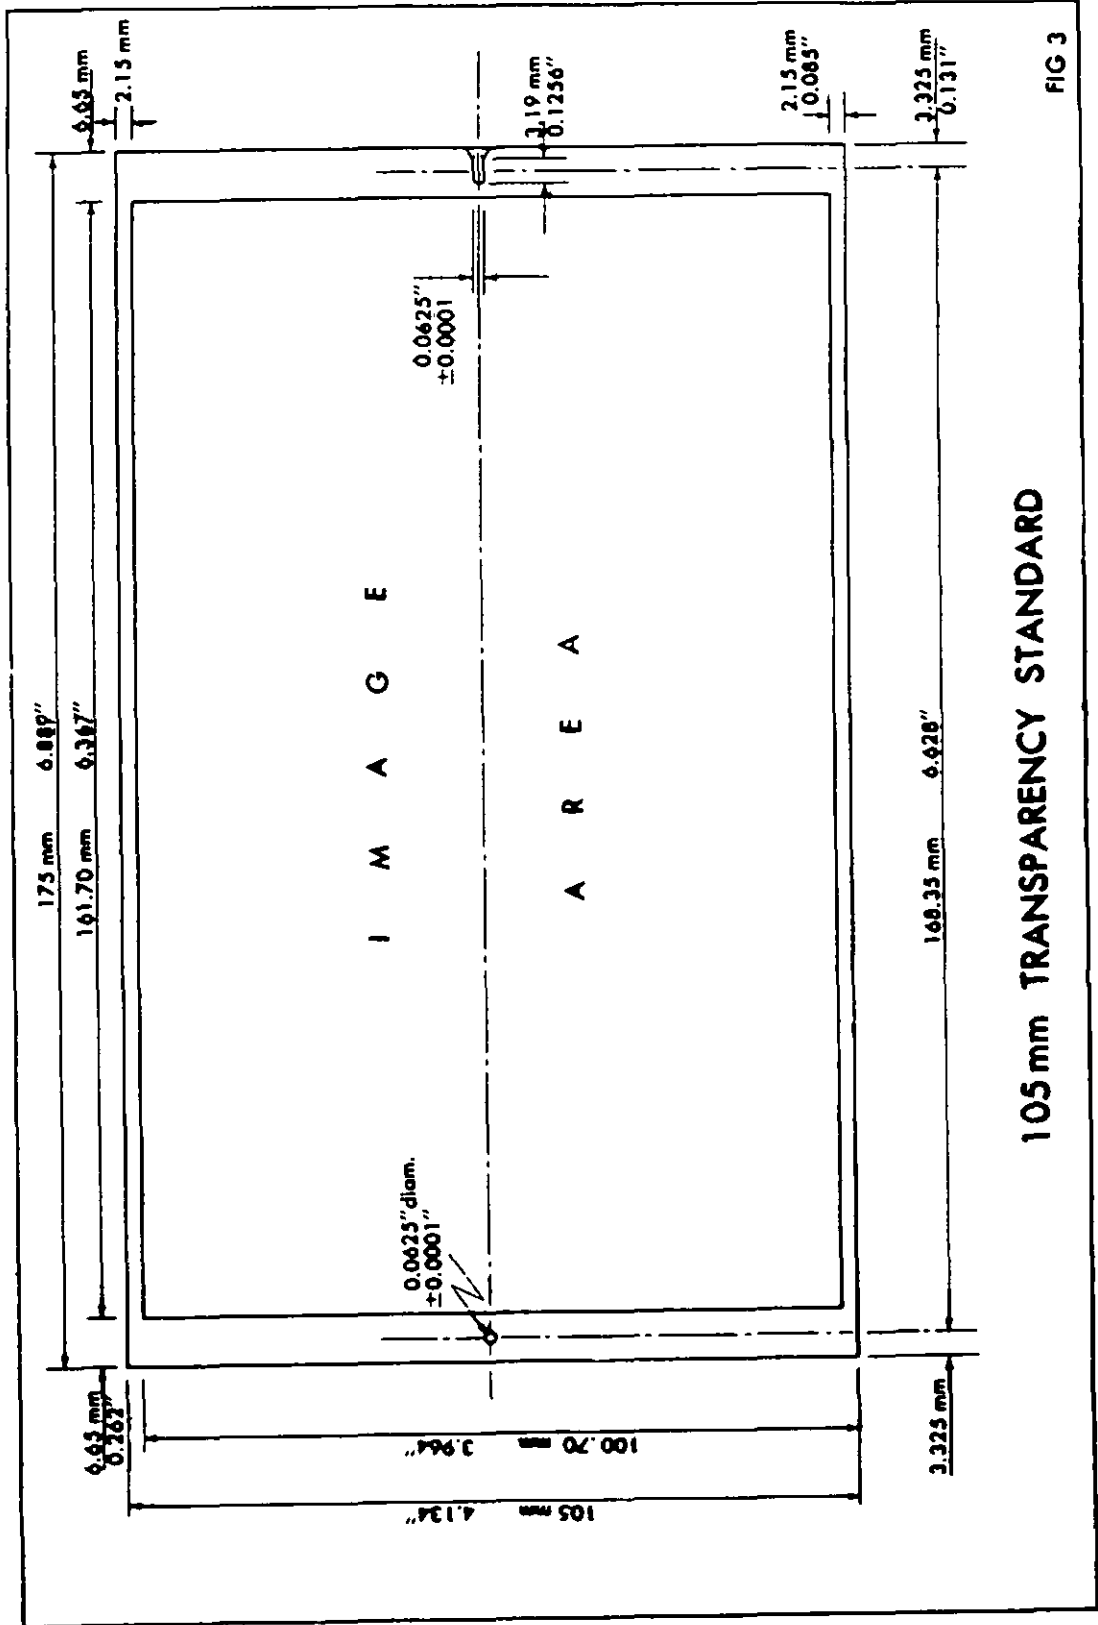 175 mm 6.889"
161.70 mm 6.367"
6.65 mm
2.15 mm
6.65 mm
0.262"
3.19 mm
0.1256"
0.0625"
±0.0001
I M A G E
A R E A
0.0625" diam.
±0.0001"
100.70 mm 3.964"
105 mm 4.134"
2.15 mm
0.085"
3.325 mm
0.131"
168.35 mm 6.628"
3.325 mm
105mm TRANSPARENCY STANDARD
FIG 3